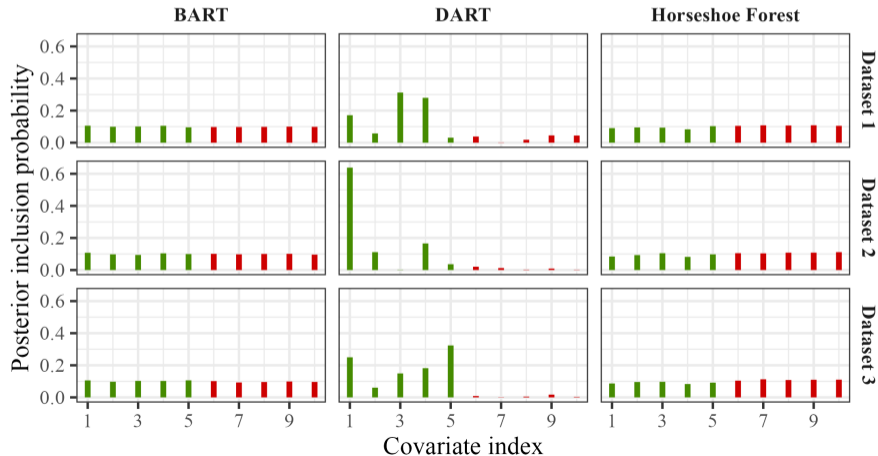 BART DART Horseshoe Forest
Posterior inclusion probability
0.6
0.4
0.2
0.0
Dataset 1
0.6
0.4
0.2
0.0
Dataset 2
0.6
0.4
0.2
0.0
Dataset 3
1 3 5 7 9 1 3 5 7 9 1 3 5 7 9
Covariate index